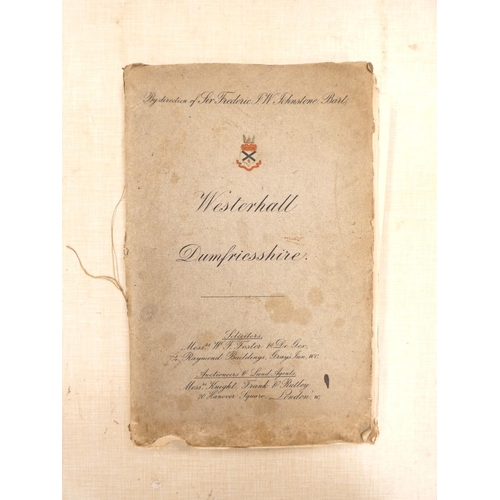 By direction of Sir Frederic J. W. Johnstone Bart.
Westerhall
Dumfriesshire.
Solicitors,
Messrs W. F. Foster & Co.
Raymond Buildings, Grays Inn, W.C.
Auctioneers & Land Agents
Messrs Knight, Frank & Rutley
20 Hanover Square, London, W.